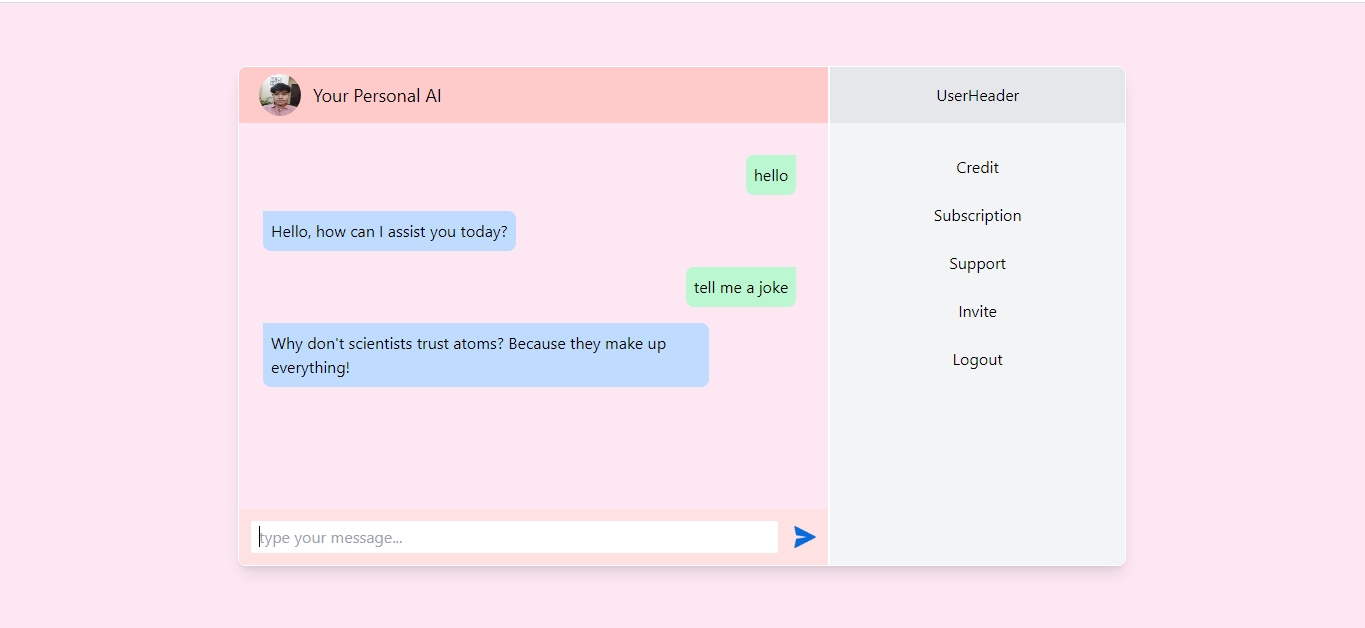 Your Personal AI
UserHeader
hello
Hello, how can I assist you today?
tell me a joke
Why don't scientists trust atoms? Because they make up
everything!
type your message...
Credit
Subscription
Support
Invite
Logout